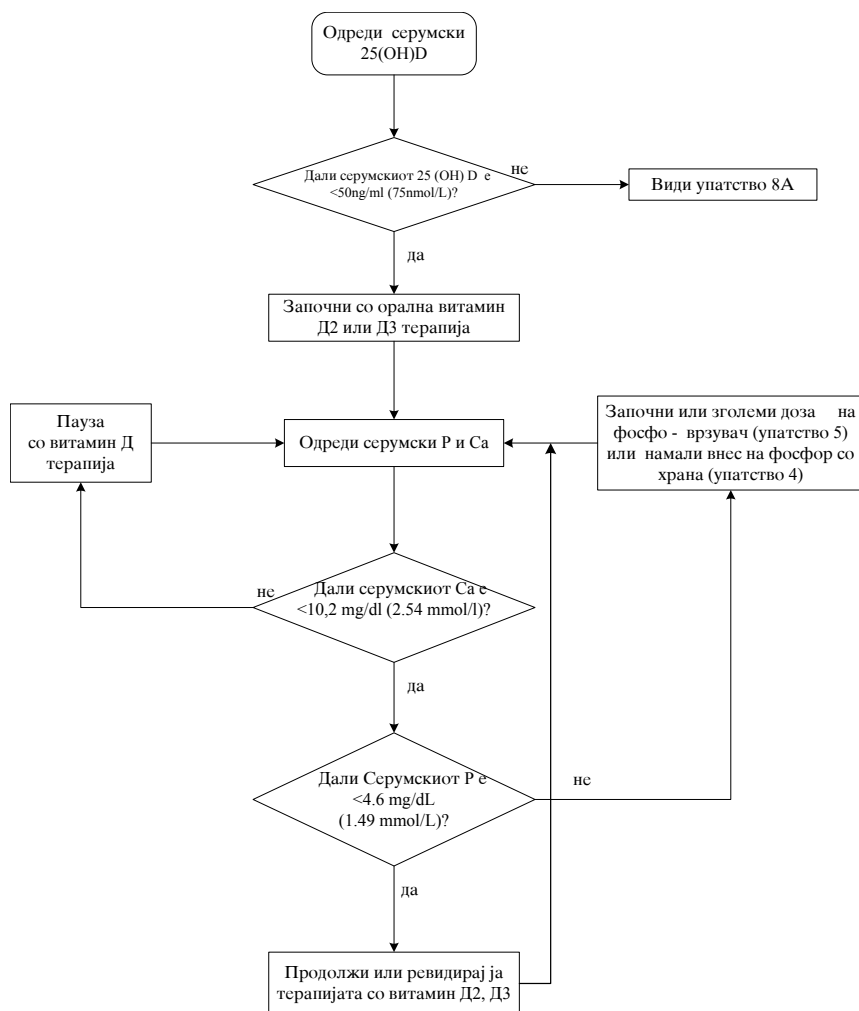 Одреди серумски
25(OH)D
Дали серумскиот 25 (OH) D е
<50ng/ml (75nmol/L)?
не
Види упатство 8А
да
Започни со орална витамин
Д2 или Д3 терапија
Пауза
со витамин Д
терапија
Одреди серумски P и Ca
Започни или зголеми доза на
фосфо - врзувач (упатство 5)
или намали внес на фосфор со
храна (упатство 4)
не
Дали серумскиот Ca е
<10,2 mg/dl (2.54 mmol/l)?
да
Дали Серумскиот P е
<4.6 mg/dL
(1.49 mmol/L)?
не
да
Продолжи или ревидирај ја
терапијата со витамин Д2, Д3